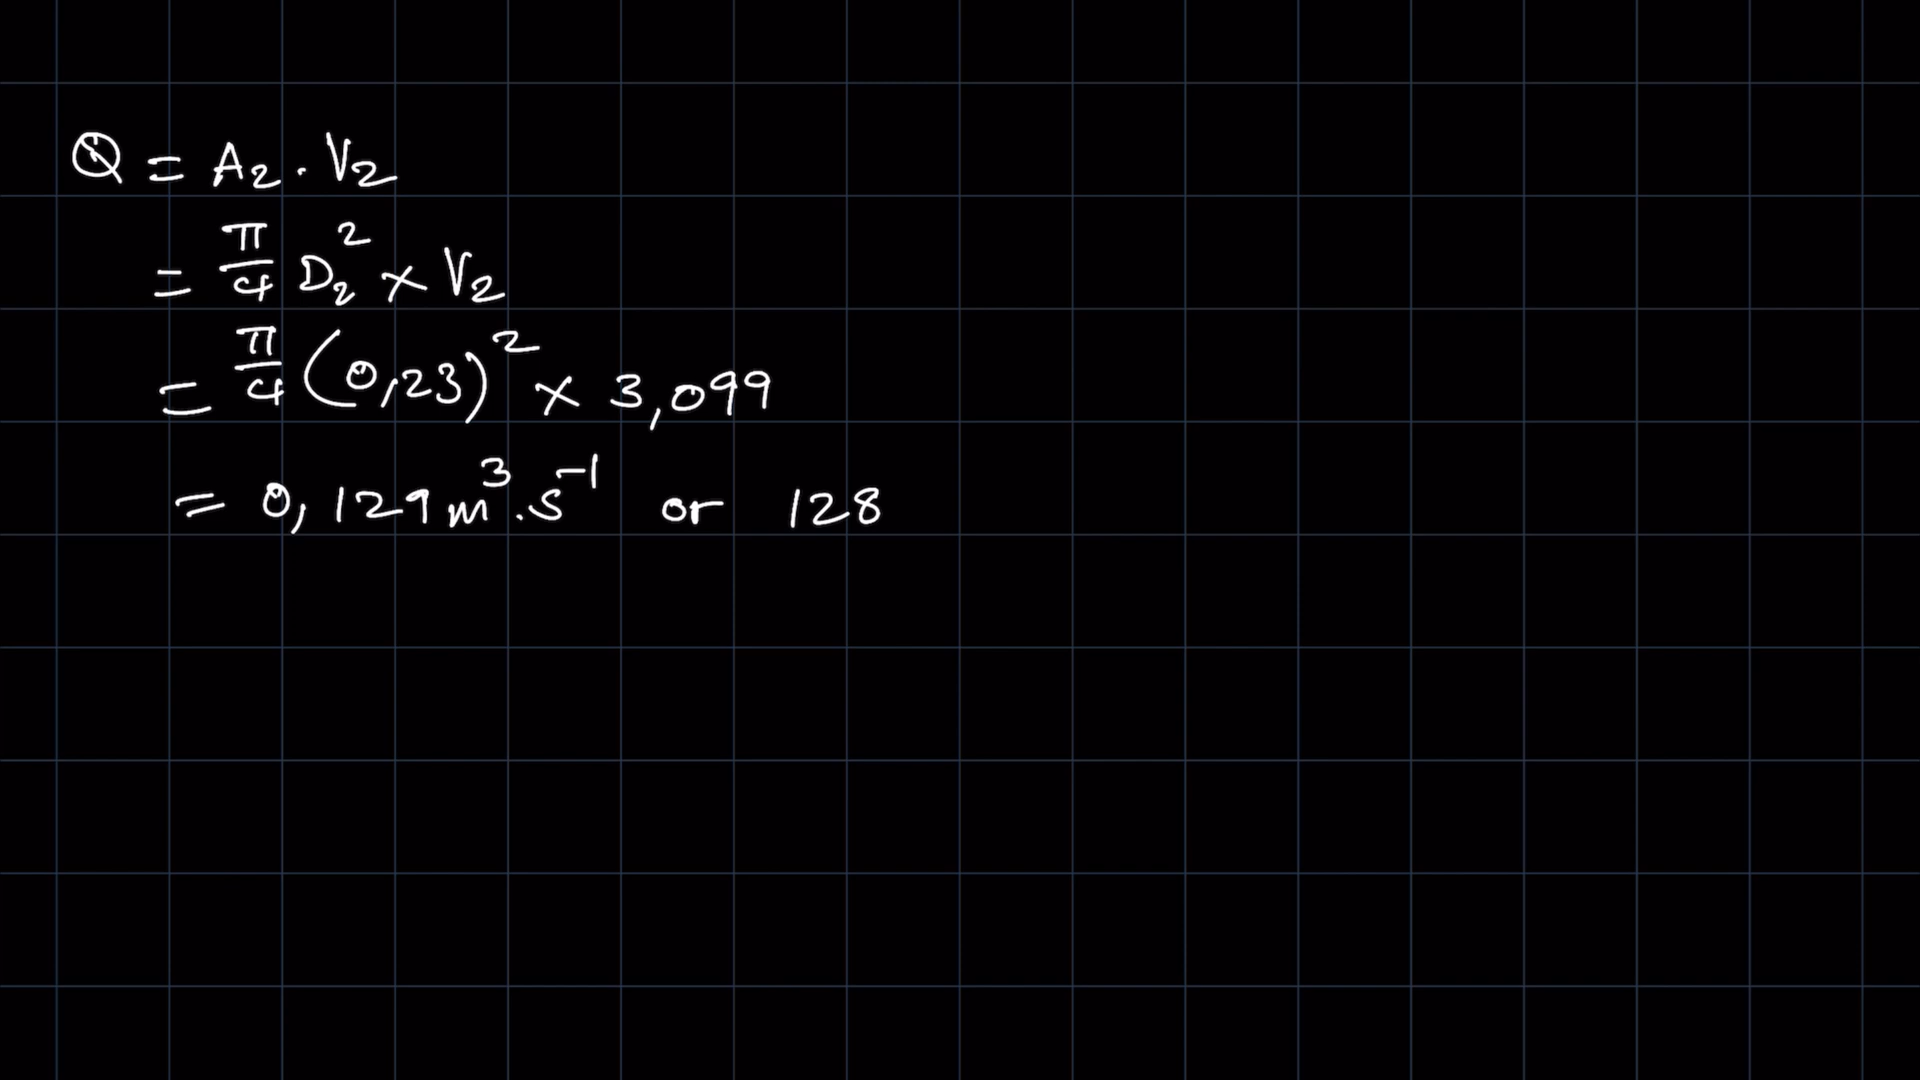 Q = A₂ . V₂
= π/4 D₂² × V₂
= π/4 (0,23)² × 3,099
= 0,129 m³.s⁻¹ or 128